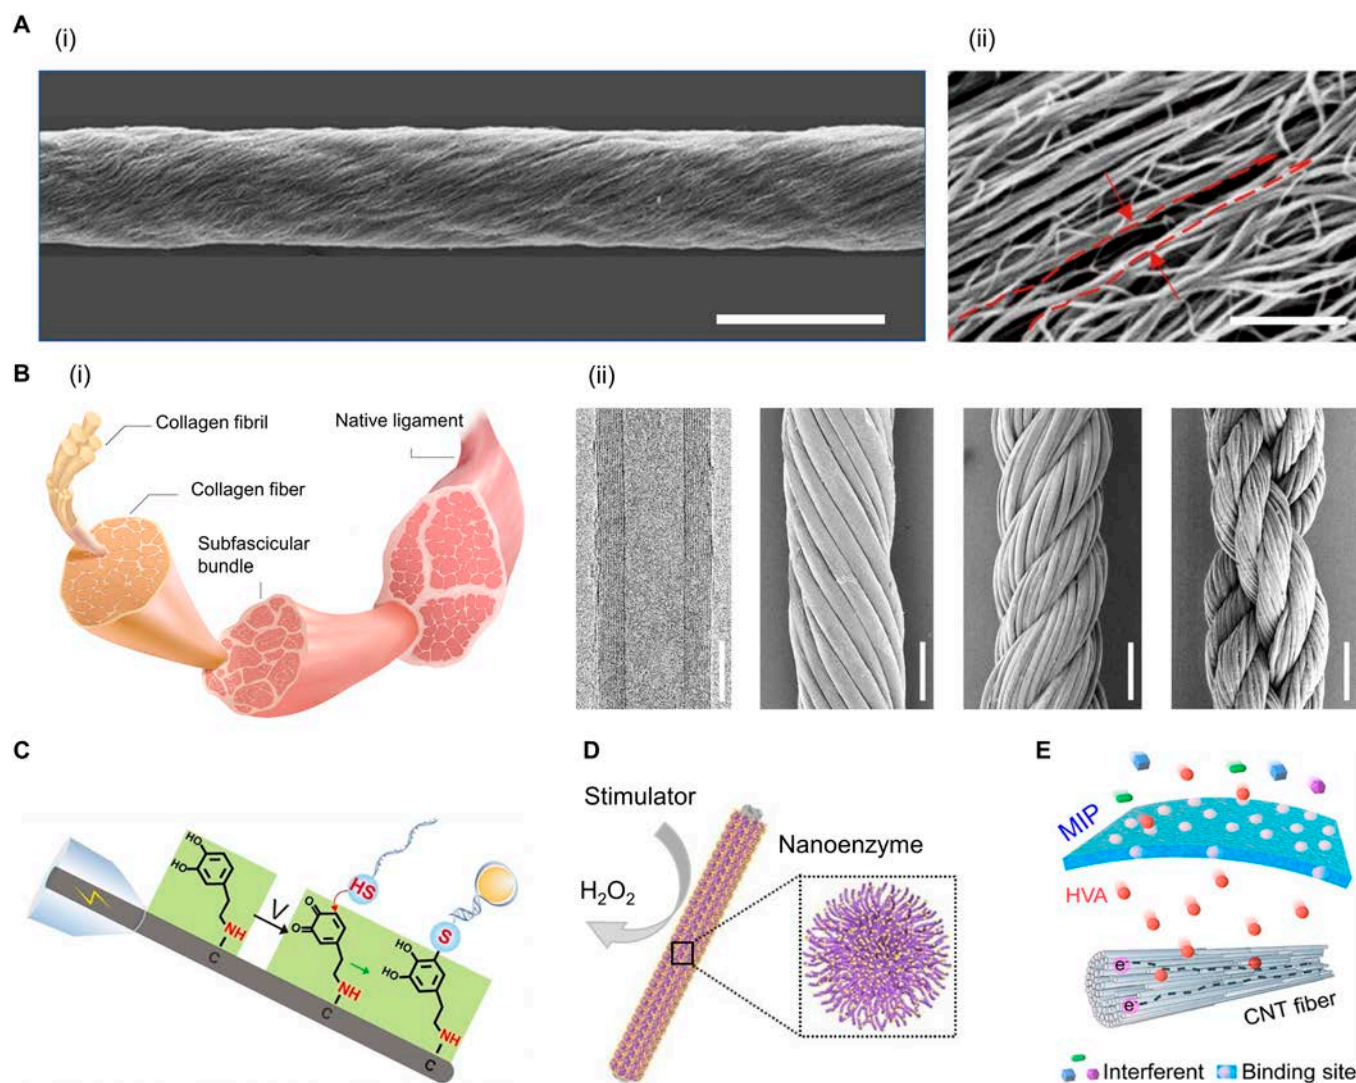 A
(i)
(ii)
B
(i)
(ii)
Collagen fibril
Native ligament
Collagen fiber
Subfascicular
bundle
C
D
E
HO
HO
NH
C
V
HS
O
O
NH
C
S
HO
HO
NH
C
Stimulator
H₂O₂
Nanoenzyme
MIP
HVA
e⁻
e⁻
CNT fiber
Interferent
Binding site